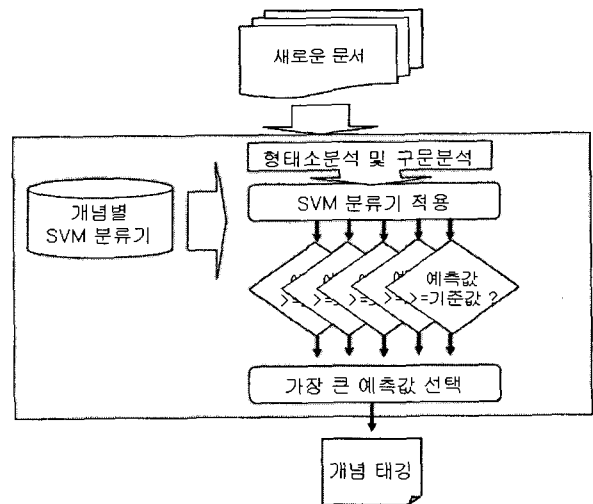 새로운 문서
형태소분석 및 구문분석
개념별
SVM 분류기
SVM 분류기 적용
예측값
>=기준값 ?
가장 큰 예측값 선택
개념 태깅